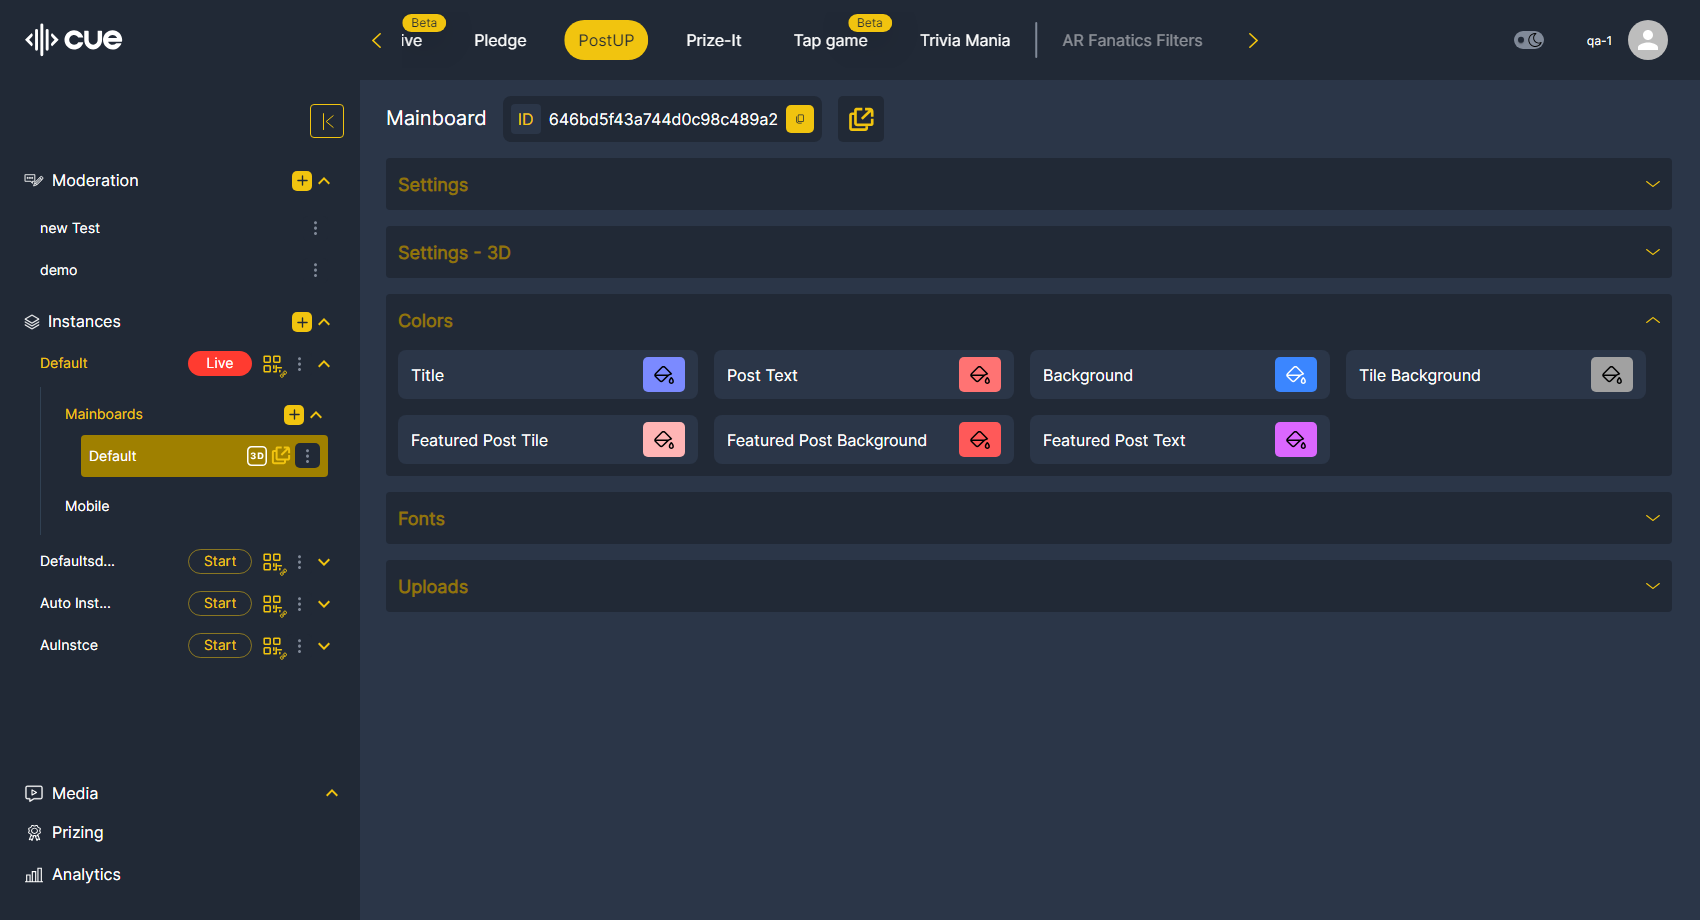 cue
ive
Beta
Pledge
PostUP
Prize-It
Tap game
Beta
Trivia Mania
AR Fanatics Filters
qa-1
Moderation
new Test
demo
Instances
Default
Live
Mainboards
Default
3D
Mobile
Defaultsd...
Start
Auto Inst...
Start
AuInstce
Start
Media
Prizing
Analytics
Mainboard
ID 646bd5f43a744d0c98c489a2
Settings
Settings - 3D
Colors
Title
Post Text
Background
Tile Background
Featured Post Tile
Featured Post Background
Featured Post Text
Fonts
Uploads